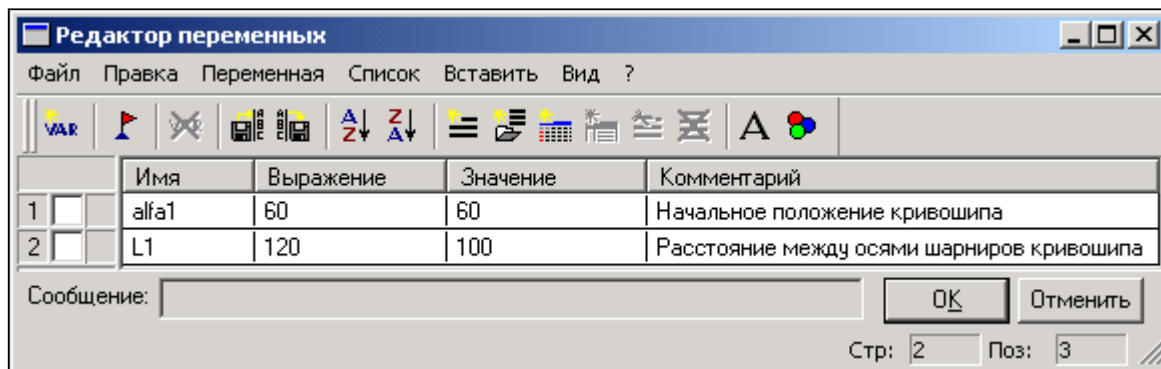 Редактор переменных
Файл Правка Переменная Список Вставить Вид ?
VAR A Z Z A A
Имя Выражение Значение Комментарий
1 alfa1 60 60 Начальное положение кривошипа
2 L1 120 100 Расстояние между осями шарниров кривошипа
Сообщение: OK Отменить
Стр: 2 Поз: 3